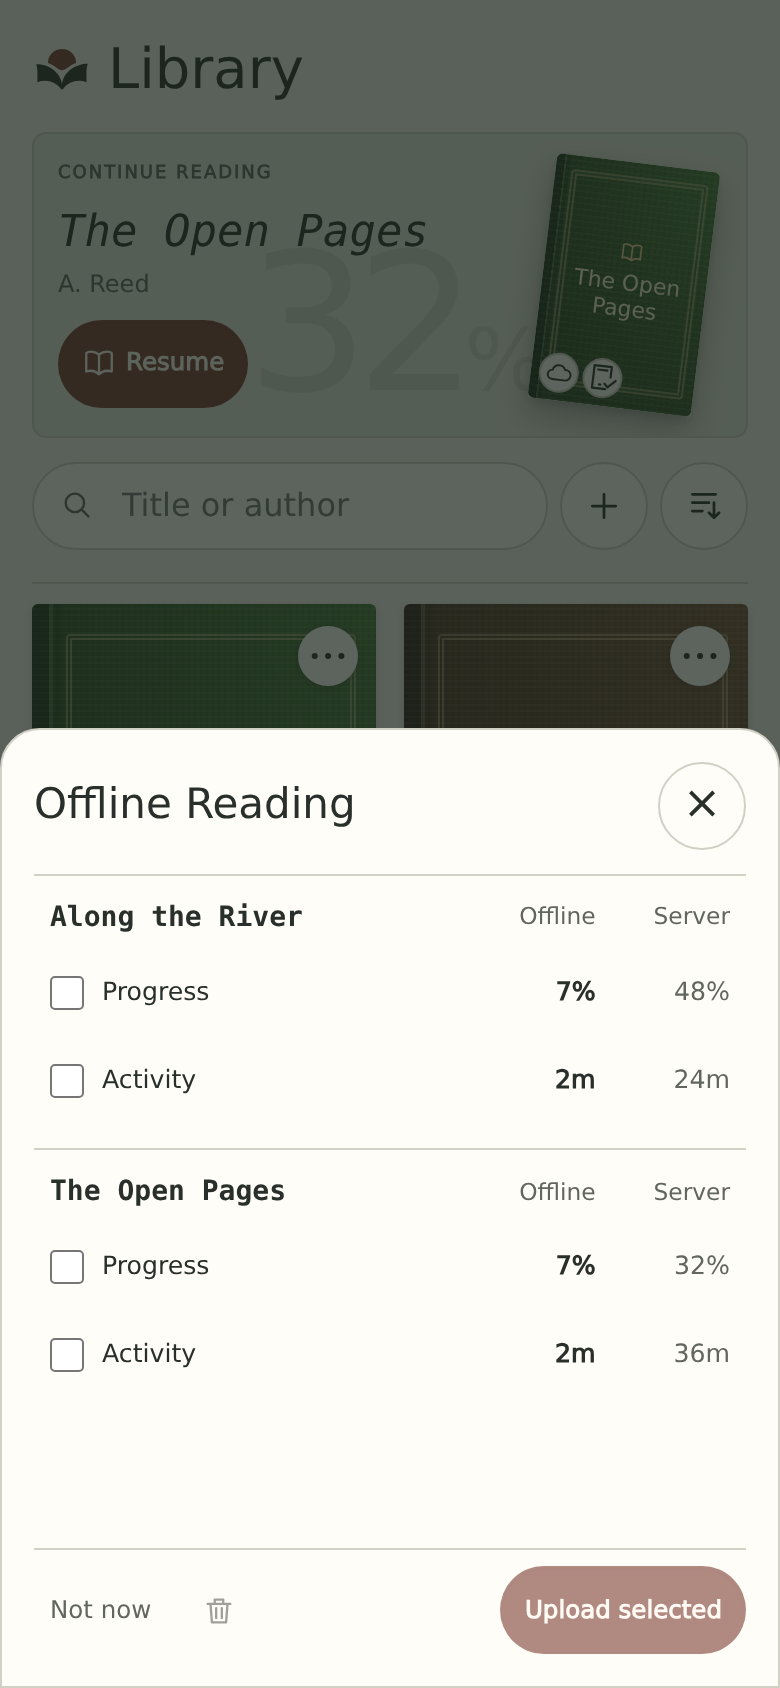 Library
CONTINUE READING
The Open Pages
A. Reed
32%
Resume
The Open
Pages
Title or author
Offline Reading
Along the River Offline Server
Progress 7% 48%
Activity 2m 24m
The Open Pages Offline Server
Progress 7% 32%
Activity 2m 36m
Not now Upload selected